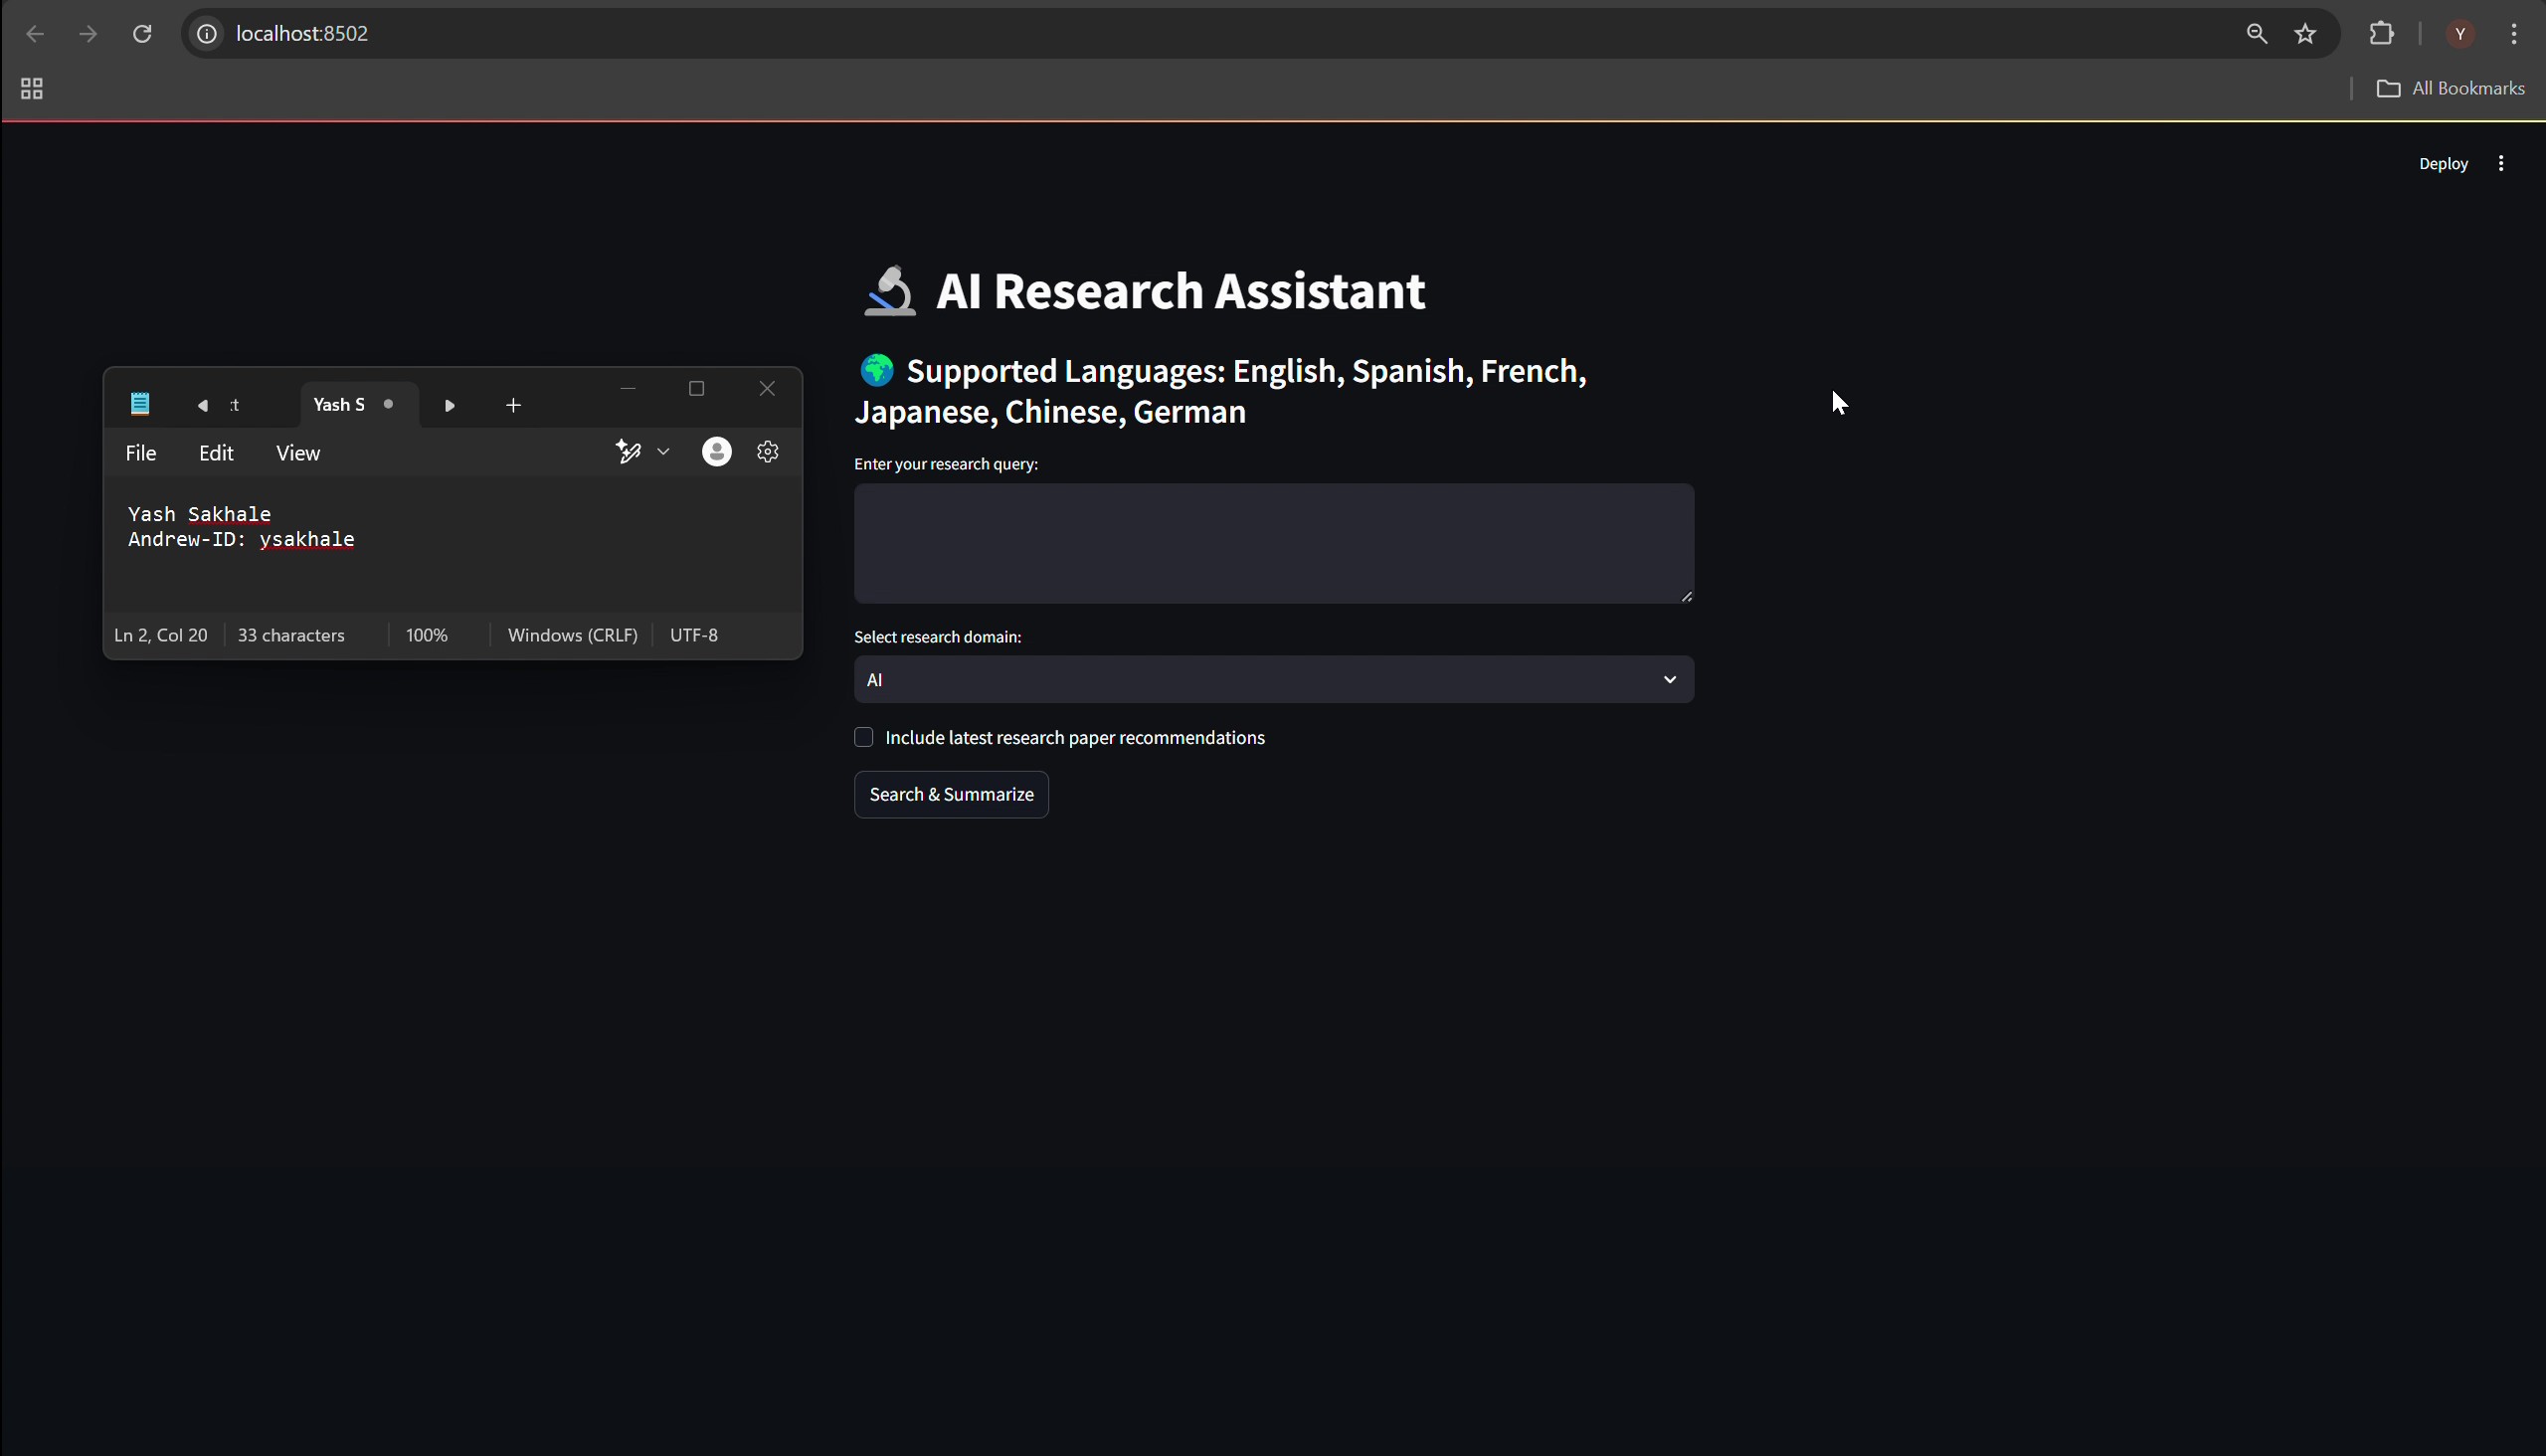 localhost:8502
Y
All Bookmarks
Deploy
AI Research Assistant
Supported Languages: English, Spanish, French,
Japanese, Chinese, German
:t
Yash S
File Edit View
Yash Sakhale
Andrew-ID: ysakhale
Ln 2, Col 20 33 characters 100% Windows (CRLF) UTF-8
Enter your research query:
Select research domain:
AI
Include latest research paper recommendations
Search & Summarize